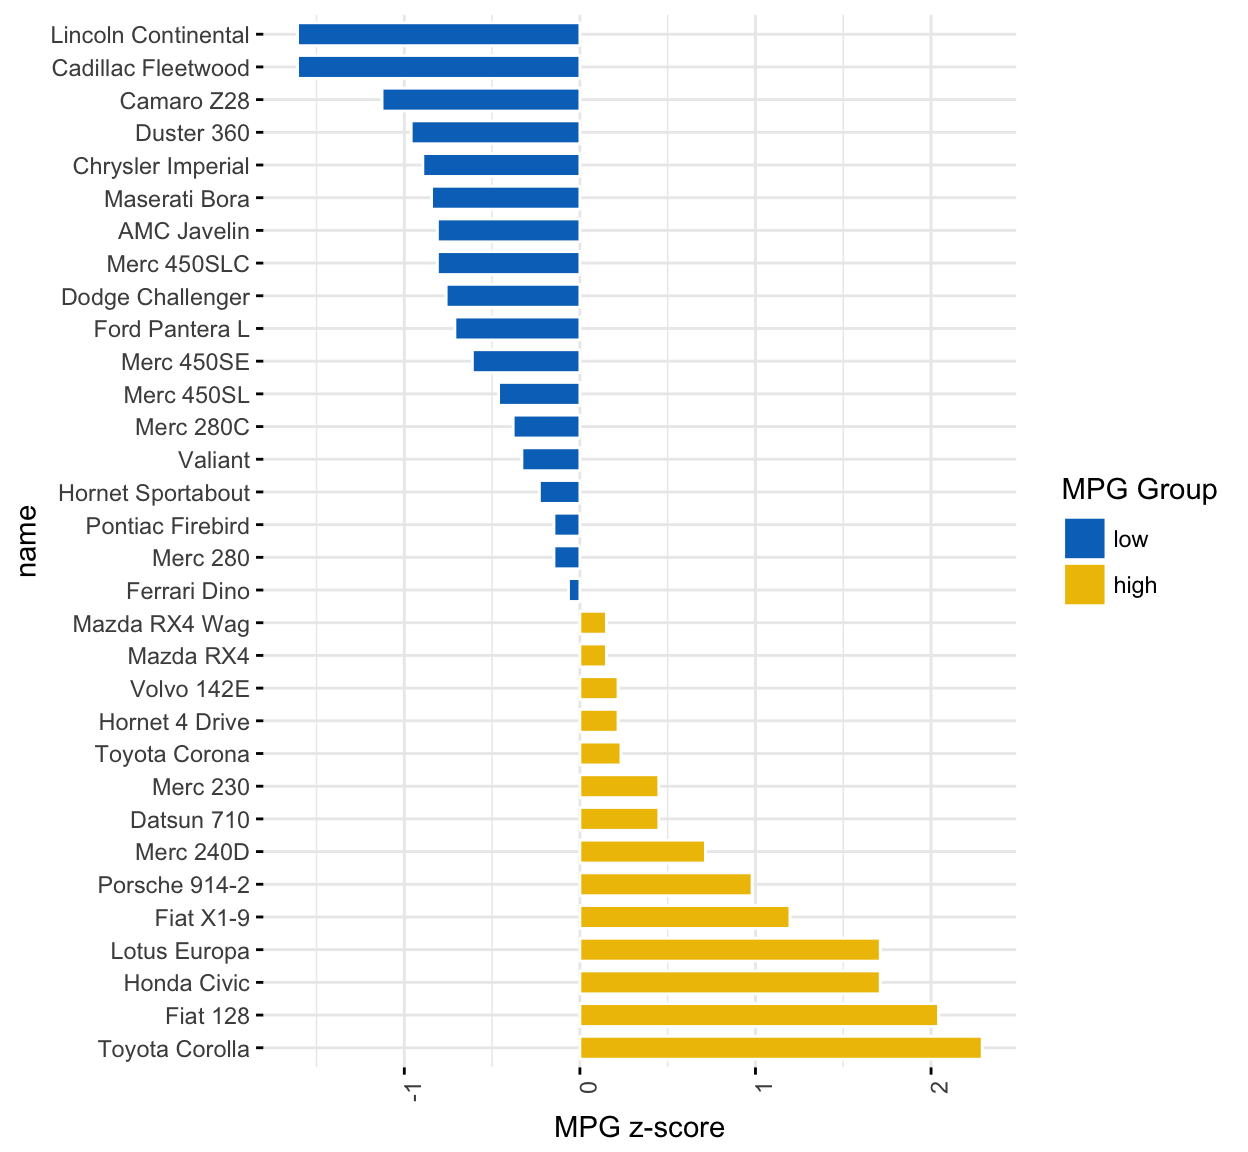 Lincoln Continental
Cadillac Fleetwood
Camaro Z28
Duster 360
Chrysler Imperial
Maserati Bora
AMC Javelin
Merc 450SLC
Dodge Challenger
Ford Pantera L
Merc 450SE
Merc 450SL
Merc 280C
Valiant
Hornet Sportabout
Pontiac Firebird
Merc 280
Ferrari Dino
Mazda RX4 Wag
Mazda RX4
Volvo 142E
Hornet 4 Drive
Toyota Corona
Merc 230
Datsun 710
Merc 240D
Porsche 914-2
Fiat X1-9
Lotus Europa
Honda Civic
Fiat 128
Toyota Corolla
name
-1 0 1 2
MPG z-score
MPG Group
low
high